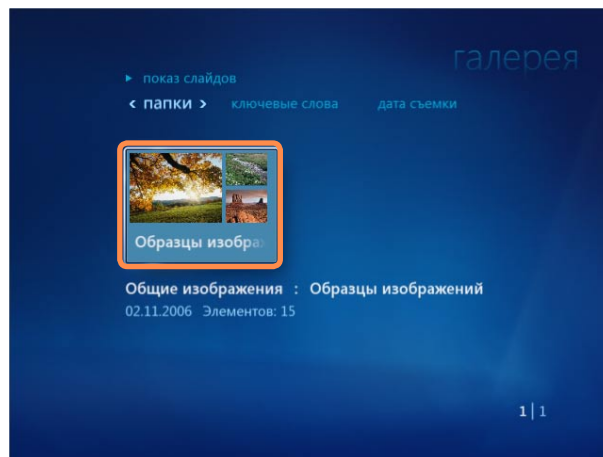 галерея
► показ слайдов
< папки > ключевые слова дата съемки
Образцы изобра
Общие изображения : Образцы изображений
02.11.2006 Элементов: 15
1 | 1